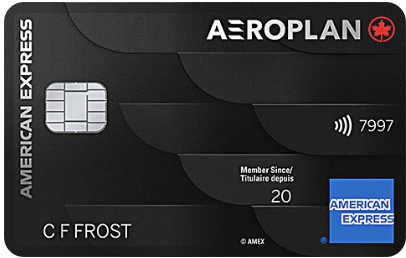 AMERICAN EXPRESS
AEROPLAN
7997
Member Since/
Titulaire depuis
20
AMERICAN
EXPRESS
C F FROST
© AMEX
®